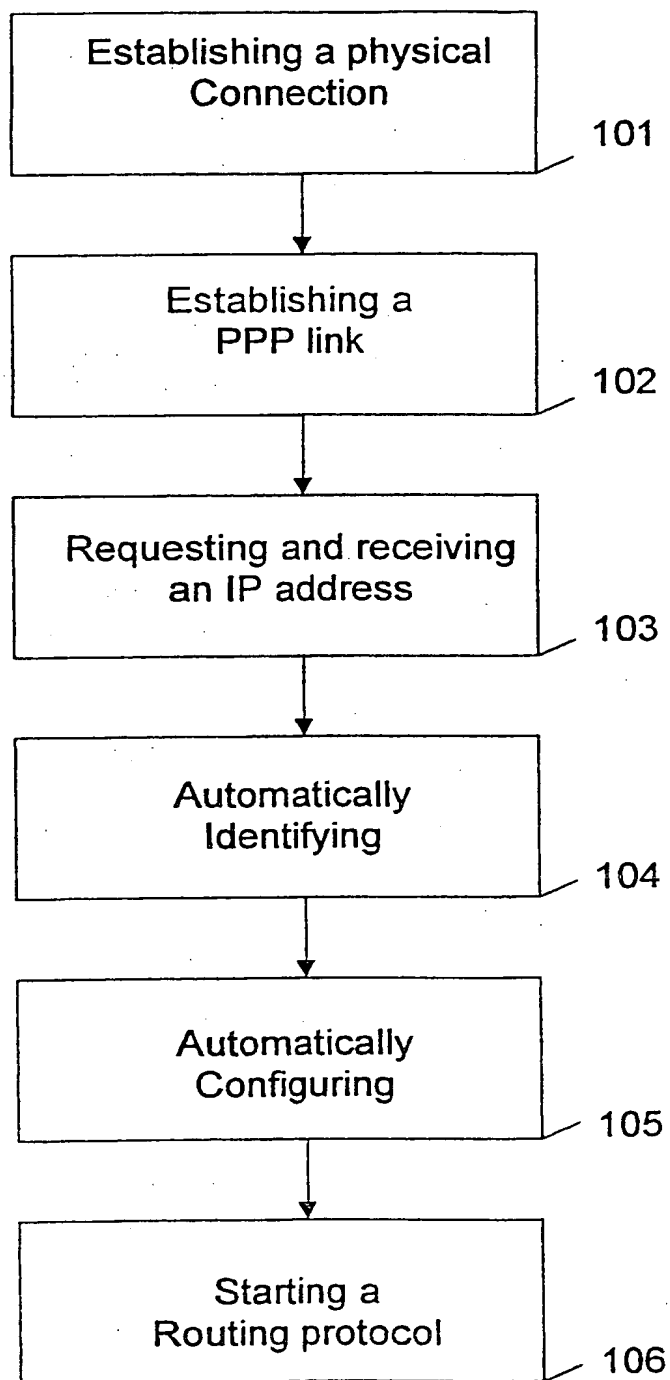 Establishing a physical
Connection
101
Establishing a
PPP link
102
Requesting and receiving
an IP address
103
Automatically
Identifying
104
Automatically
Configuring
105
Starting a
Routing protocol
106